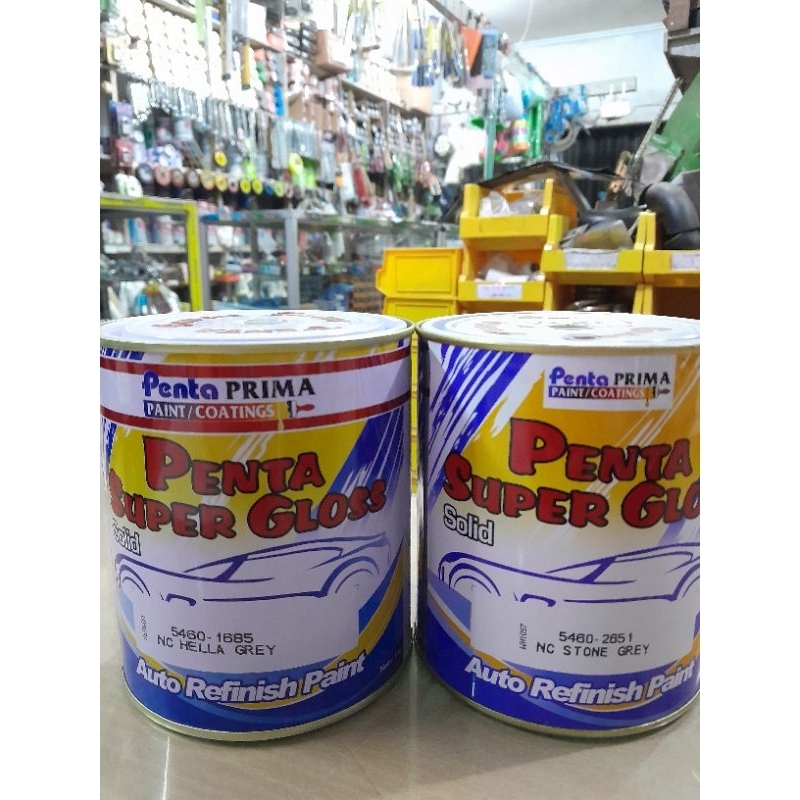 Penta PRIMA
PAINT/COATINGS
PENTA
SUPER GLOSS
Solid
5460-1685
NC HELLA GREY
Auto Refinish Paint
Penta PRIMA
PAINT/COATINGS
PENTA
SUPER GLO
Solid
5460-2651
NC STONE GREY
Auto Refinish Paint